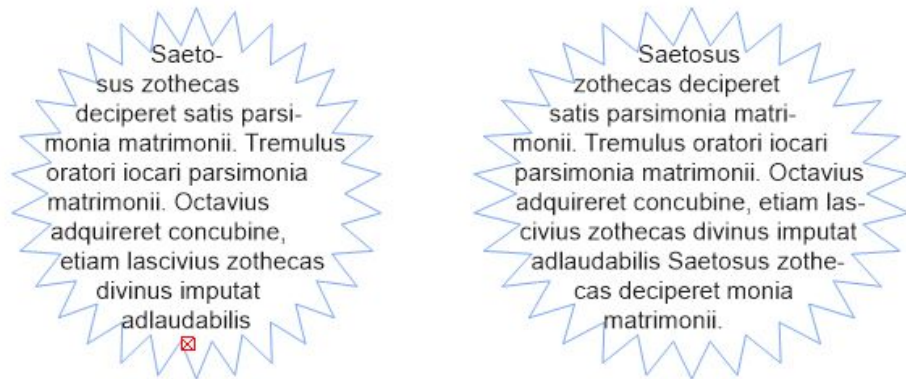 Saeto-
sus zothecas
deciperet satis parsi-
monia matrimonii. Tremulus
oratori iocari parsimonia
matrimonii. Octavius
adquireret concubine,
etiam lascivius zothecas
divinus imputat
adlaudabilis
Saetosus
zothecas deciperet
satis parsimonia matri-
monii. Tremulus oratori iocari
parsimonia matrimonii. Octavius
adquireret concubine, etiam las-
civius zothecas divinus imputat
adlaudabilis Saetosus zothe-
cas deciperet monia
matrimonii.